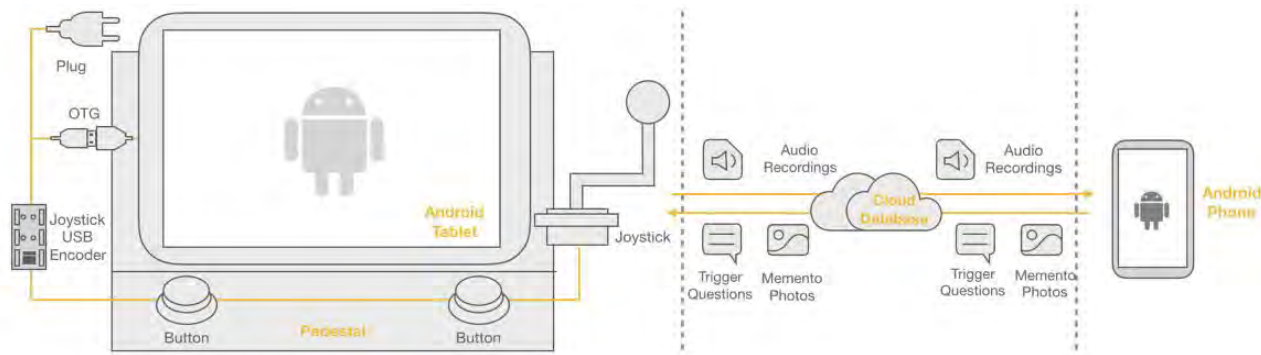 Plug
OTG
Joystick
USB
Encoder
Android
Tablet
Joystick
Button
Pedestal
Button
Audio
Recordings
Audio
Recordings
Cloud
Database
Trigger
Questions
Memento
Photos
Trigger
Questions
Memento
Photos
Android
Phone